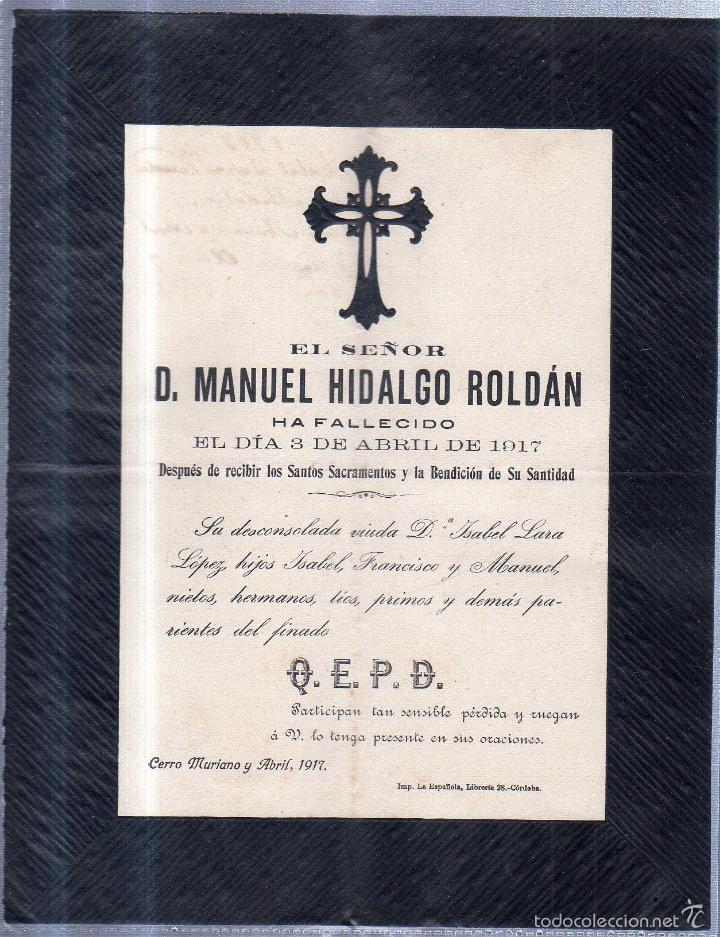 EL SEÑOR
D. MANUEL HIDALGO ROLDÁN
HA FALLECIDO
EL DÍA 3 DE ABRIL DE 1917
Después de recibir los Santos Sacramentos y la Bendición de Su Santidad
Su desconsolada viuda D.ª Isabel Lara
López, hijos Isabel, Francisco y Manuel,
nietos, hermanos, tíos, primos y demás pa-
rientes del finado
Q. E. P. D.
Participan tan sensible pérdida y ruegan
á V. lo tenga presente en sus oraciones.
Cerro Muriano y Abril, 1917.
Imp. La Española, Librería 28.-Córdoba.
todocoleccion.net